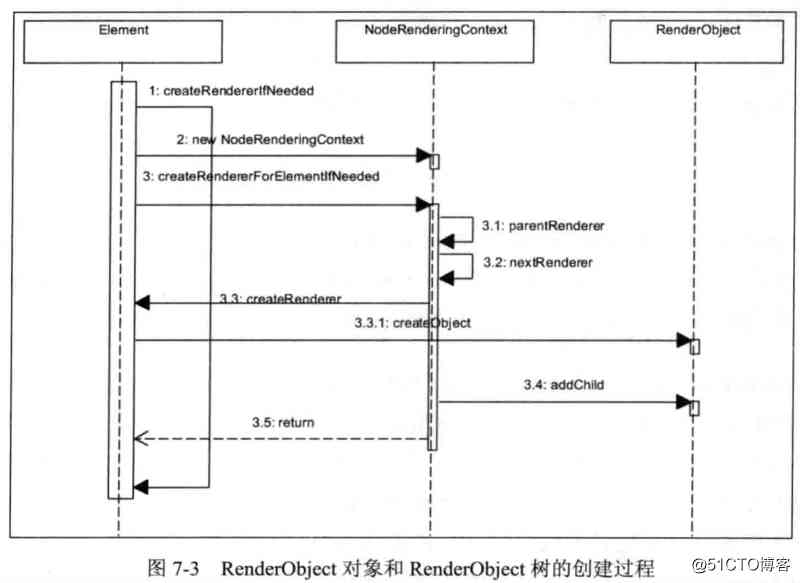 Element
NodeRenderingContext
RenderObject
1: createRendererIfNeeded
2: new NodeRenderingContext
3: createRendererForElementIfNeeded
3.1: parentRenderer
3.2: nextRenderer
3.3: createRenderer
3.3.1: createObject
3.4: addChild
3.5: return
图 7-3 RenderObject 对象和 RenderObject 树的创建过程
@51CTO博客